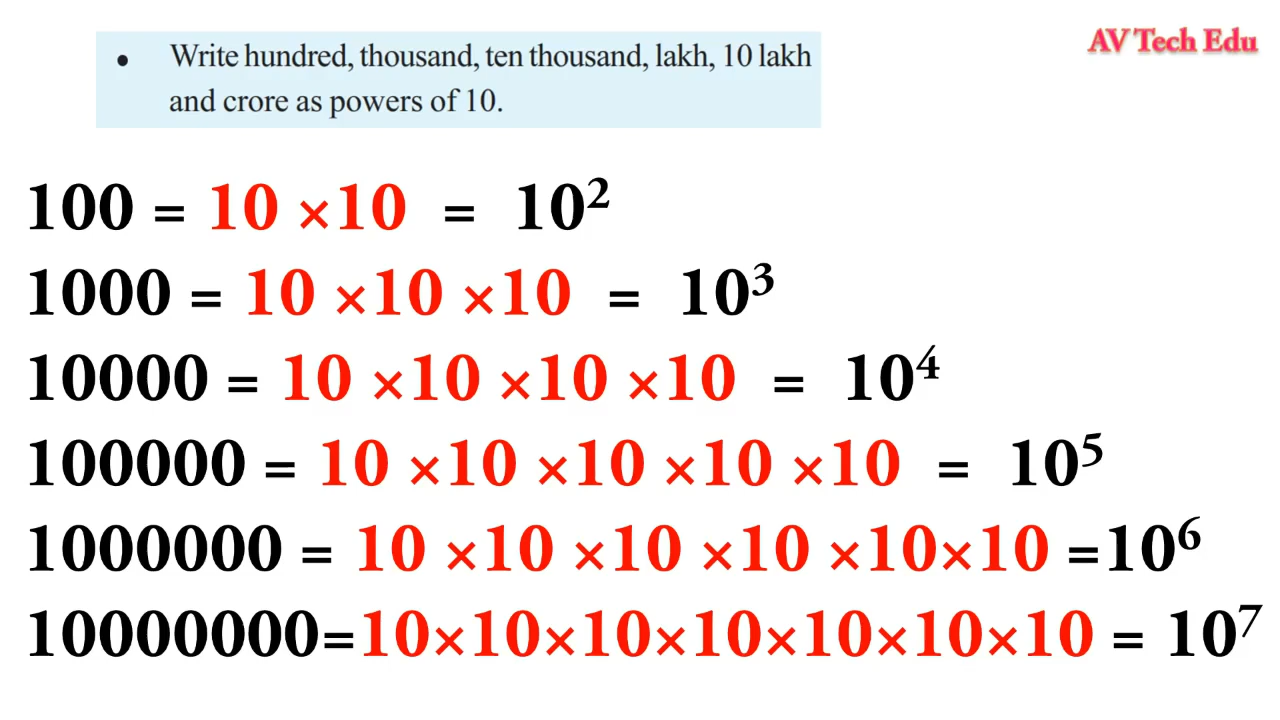 AV Tech Edu
• Write hundred, thousand, ten thousand, lakh, 10 lakh
and crore as powers of 10.
100 = 10 ×10 = 10²
1000 = 10 ×10 ×10 = 10³
10000 = 10 ×10 ×10 ×10 = 10⁴
100000 = 10 ×10 ×10 ×10 ×10 = 10⁵
1000000 = 10 ×10 ×10 ×10 ×10×10 =10⁶
10000000=10×10×10×10×10×10×10 = 10⁷